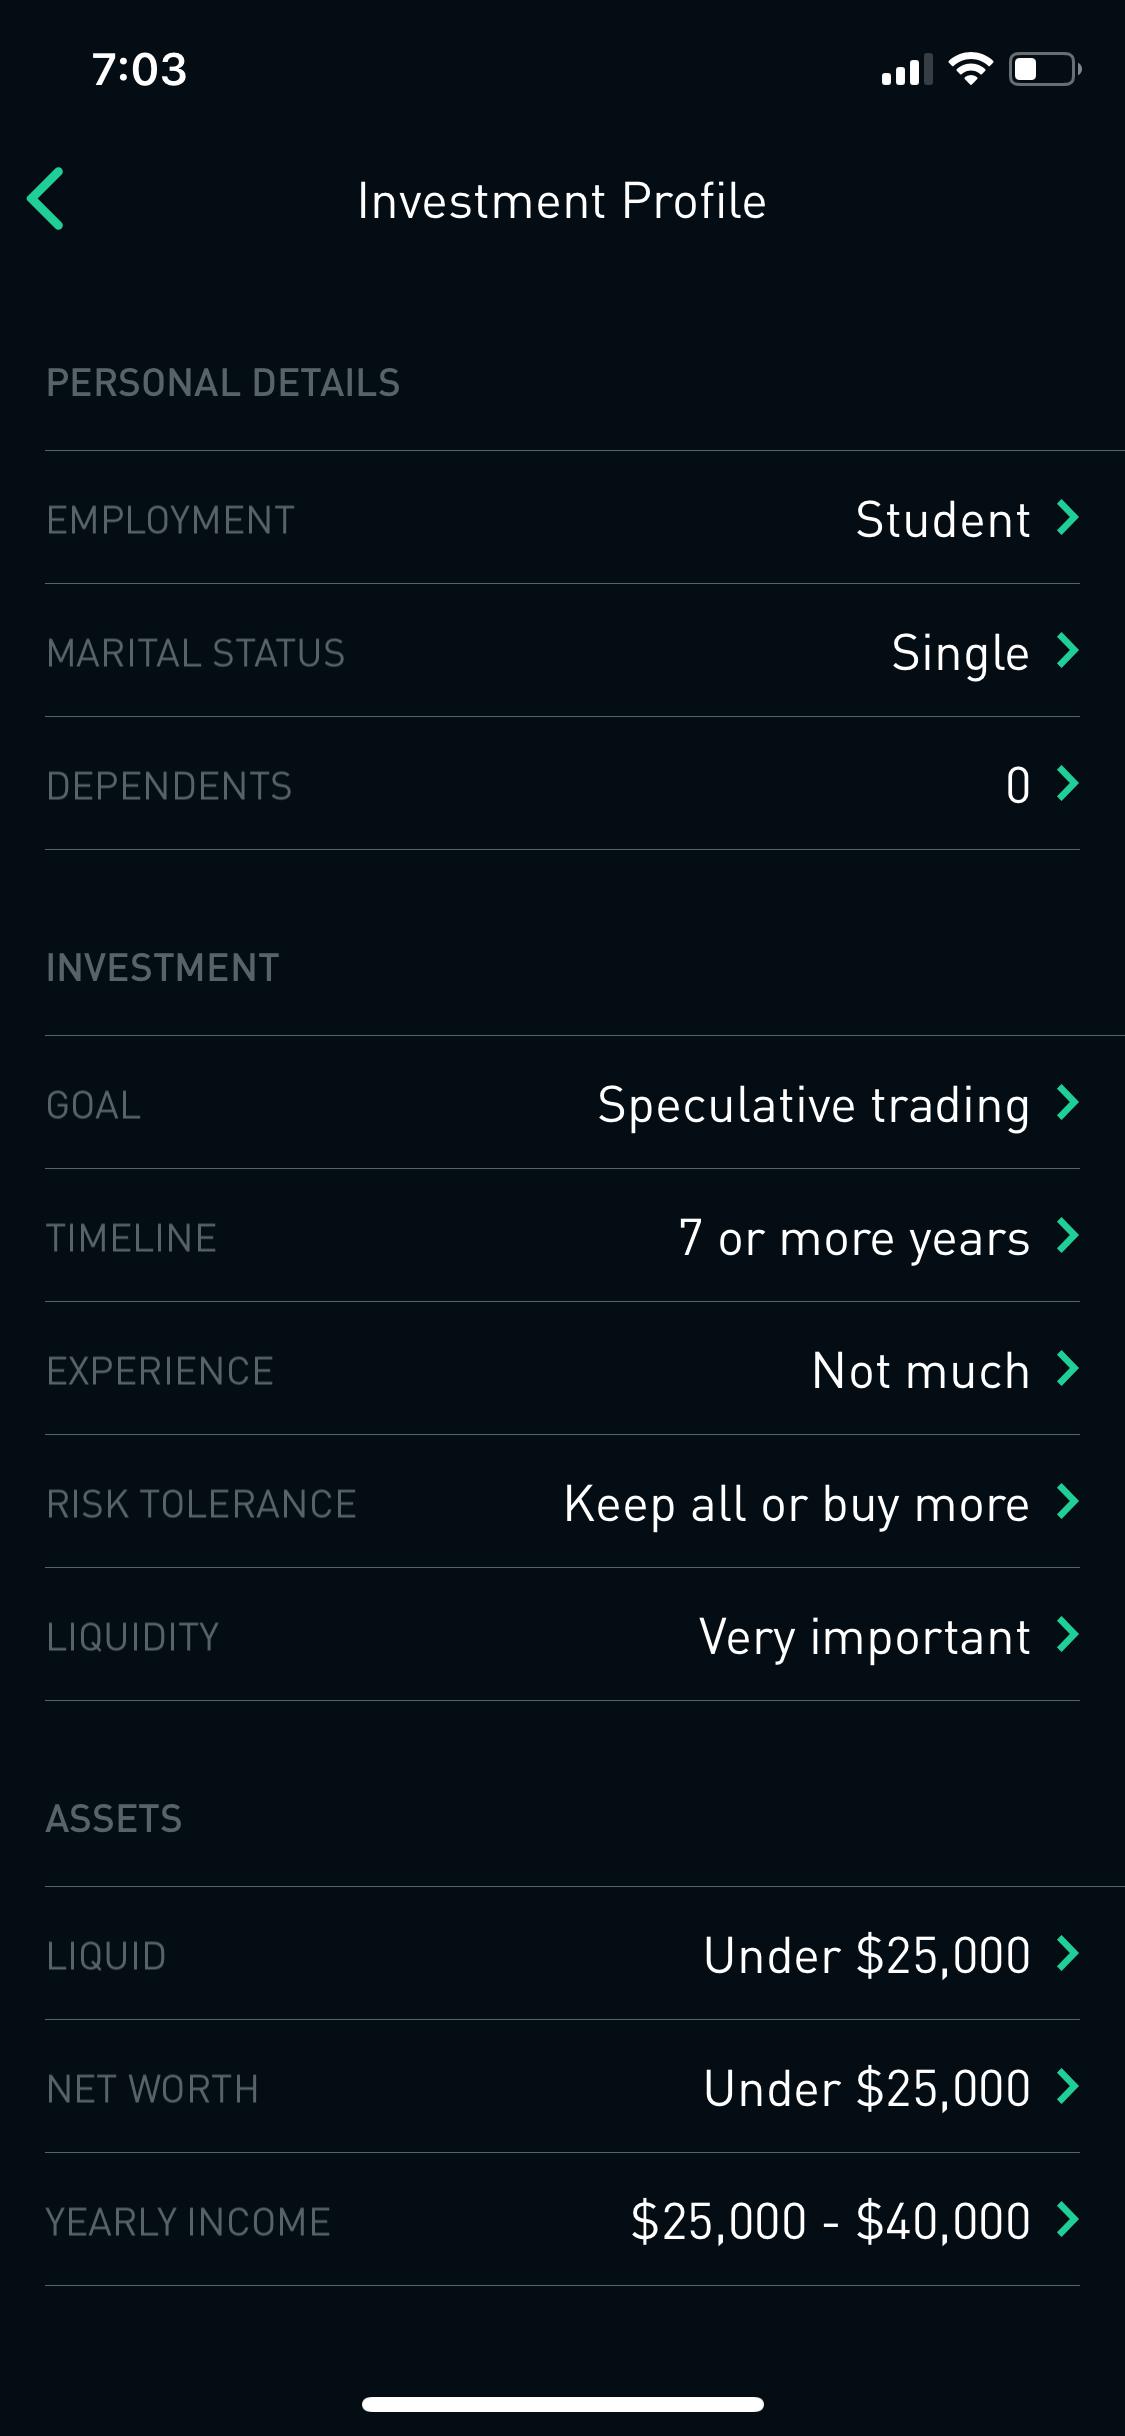 7:03
Investment Profile
PERSONAL DETAILS
EMPLOYMENT Student
MARITAL STATUS Single
DEPENDENTS 0
INVESTMENT
GOAL Speculative trading
TIMELINE 7 or more years
EXPERIENCE Not much
RISK TOLERANCE Keep all or buy more
LIQUIDITY Very important
ASSETS
LIQUID Under $25,000
NET WORTH Under $25,000
YEARLY INCOME $25,000 - $40,000